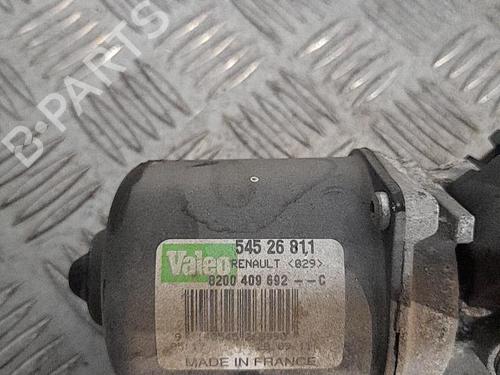 B-PARTS
545 26 811
Valeo
RENAULT <029>
8200 409 692 --C
MADE IN FRANCE